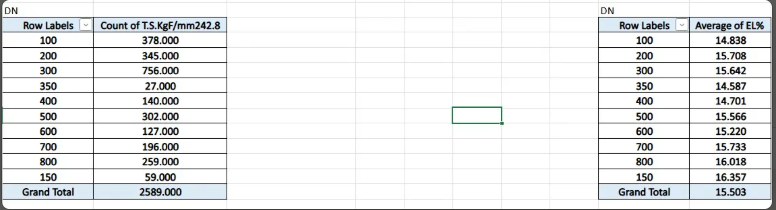 DN DN
Row Labels Count of T.S.KgF/mm242.8 Row Labels Average of EL%
100 378.000 100 14.838
200 345.000 200 15.708
300 756.000 300 15.642
350 27.000 350 14.587
400 140.000 400 14.701
500 302.000 500 15.566
600 127.000 600 15.220
700 196.000 700 15.733
800 259.000 800 16.018
150 59.000 150 16.357
Grand Total 2589.000 Grand Total 15.503